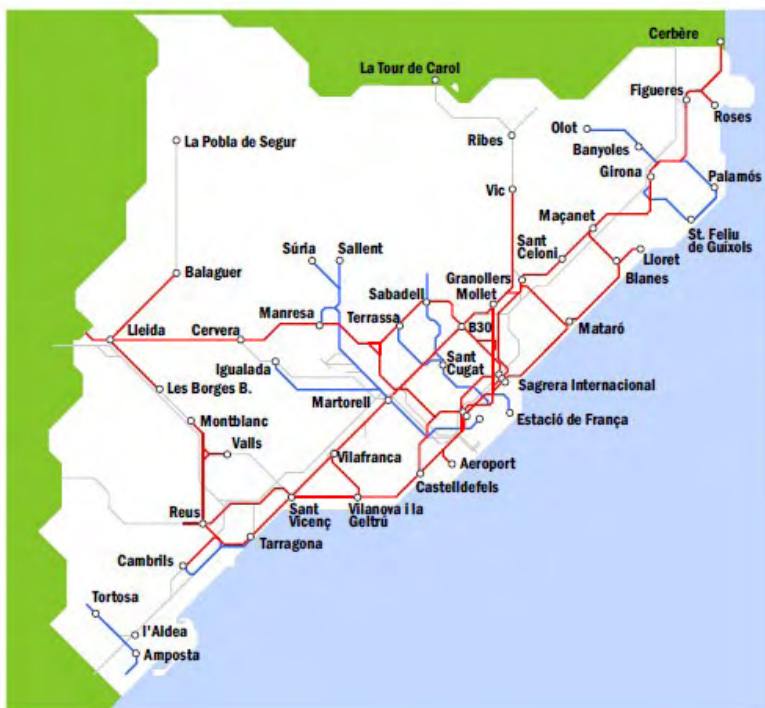 Cerbère
La Tour de Carol
Figueres
Roses
Olot
La Pobla de Segur
Ribes
Banyoles
Girona
Palamós
Vic
Maçanet
St. Feliu
de Guíxols
Sant
Celoni
Súria
Sallent
Lloret
Balaguer
Granollers
Blanes
Sabadell
Mollet
Manresa
Terrassa
B30
Mataró
Lleida
Cervera
Sant
Cugat
Igualada
Les Borges B.
Martorell
Sagrera Internacional
Montblanc
Estació de França
Valls
Vilafranca
Aeroport
Castelldefels
Reus
Sant
Vicenç
Vilanova i la
Geltrú
Tarragona
Cambrils
Tortosa
l'Aldea
Amposta